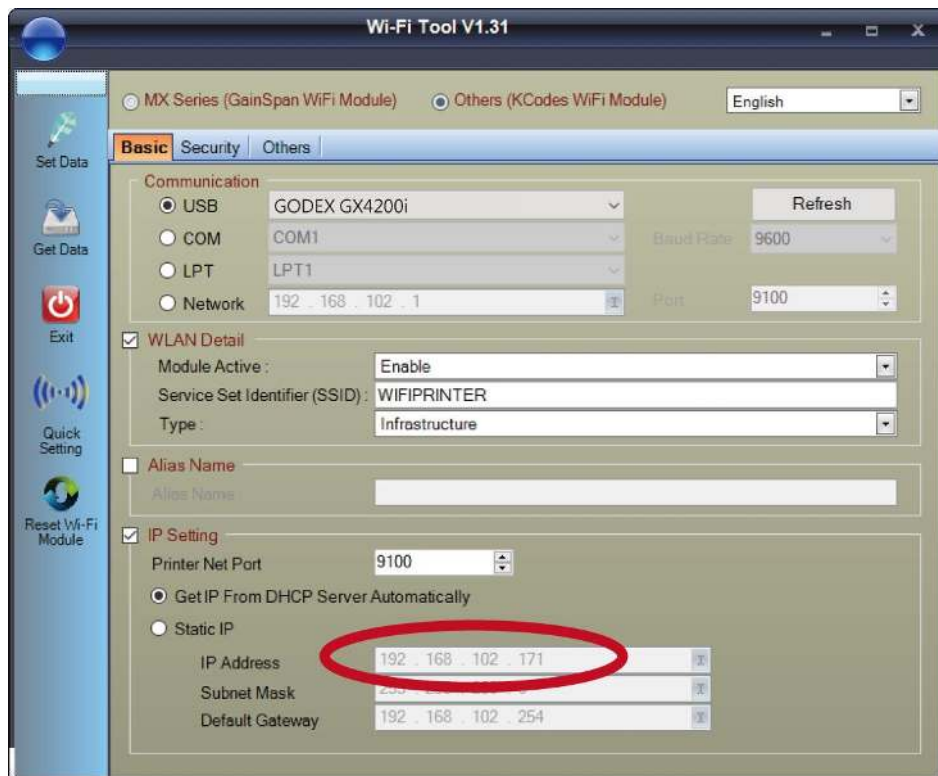 Wi-Fi Tool V1.31
MX Series (GainSpan WiFi Module) Others (KCodes WiFi Module) English
Set Data
Get Data
Exit
Quick Setting
Reset Wi-Fi Module
Basic Security Others
Communication
USB GODEX GX4200i Refresh
COM COM1 Baud Rate 9600
LPT LPT1
Network 192 . 168 . 102 . 1 Port 9100
WLAN Detail
Module Active : Enable
Service Set Identifier (SSID) : WIFIPRINTER
Type : Infrastructure
Alias Name
Alias Name
IP Setting
Printer Net Port 9100
Get IP From DHCP Server Automatically
Static IP
IP Address 192 . 168 . 102 . 171
Subnet Mask
Default Gateway 192 . 168 . 102 . 254